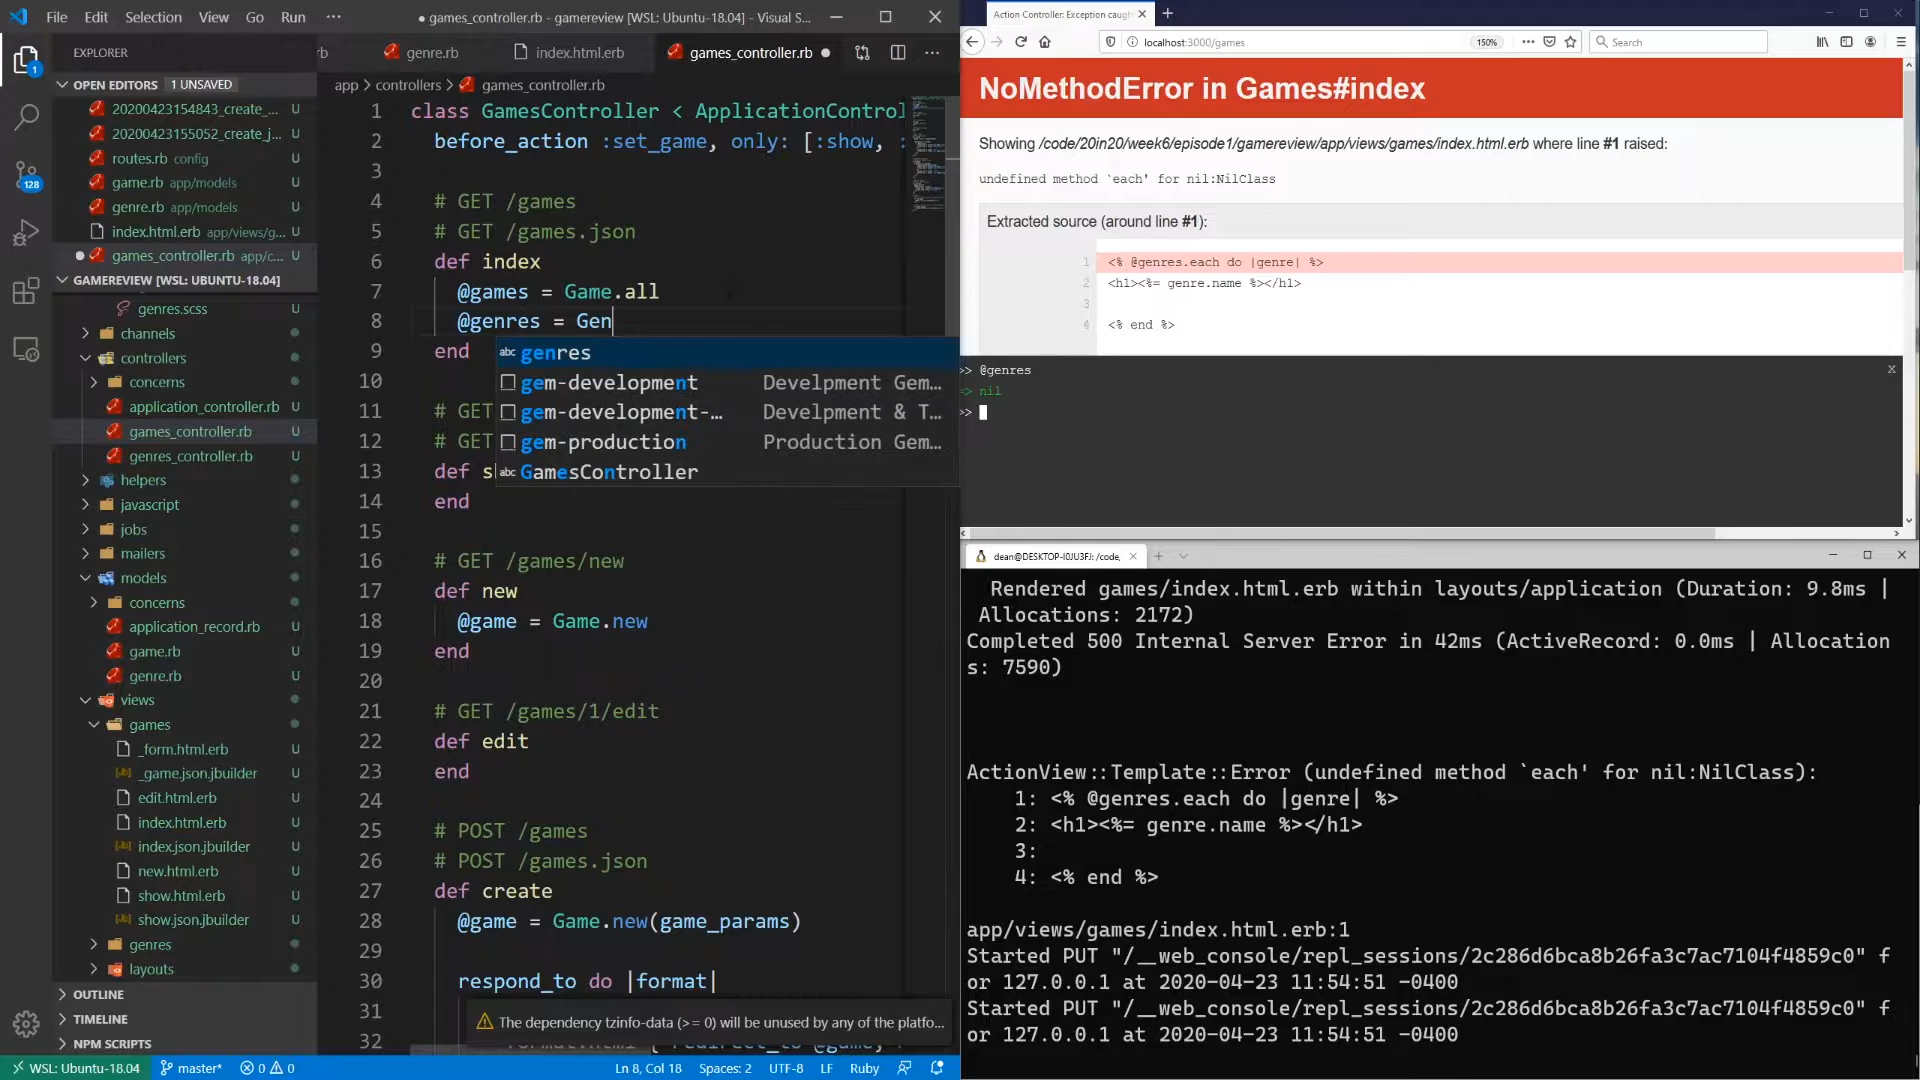 File Edit Selection View Go Run ··· ● games_controller.rb - gamereview [WSL: Ubuntu-18.04] - Visual S...
EXPLORER
OPEN EDITORS 1 UNSAVED
20200423154843_create_... U
20200423155052_create_j... U
routes.rb config U
game.rb app/models U
genre.rb app/models U
index.html.erb app/views/g... U
games_controller.rb app/c... U
GAMEREVIEW [WSL: UBUNTU-18.04]
genres.scss U
channels
controllers
concerns
application_controller.rb U
games_controller.rb U
genres_controller.rb U
helpers
javascript
jobs
mailers
models
concerns
application_record.rb U
game.rb U
genre.rb U
views
games
_form.html.erb U
_game.json.jbuilder U
edit.html.erb U
index.html.erb U
index.json.jbuilder U
new.html.erb U
show.html.erb U
show.json.jbuilder U
genres
layouts
OUTLINE
TIMELINE
NPM SCRIPTS
1
128
rb genre.rb index.html.erb games_controller.rb ●
app > controllers > games_controller.rb
1 class GamesController < ApplicationControl
2 before_action :set_game, only: [:show, :
3
4 # GET /games
5 # GET /games.json
6 def index
7 @games = Game.all
8 @genres = Gen
9 end
10
11 # GET
12 # GET
13 def s
14 end
15
16 # GET /games/new
17 def new
18 @game = Game.new
19 end
20
21 # GET /games/1/edit
22 def edit
23 end
24
25 # POST /games
26 # POST /games.json
27 def create
28 @game = Game.new(game_params)
29
30 respond_to do |format|
31
32
abc genres
gem-development Develpment Gem...
gem-development-... Develpment & T...
gem-production Production Gem...
abc GamesController
The dependency tzinfo-data (>= 0) will be unused by any of the platfo...
WSL: Ubuntu-18.04 master* 0 0 Ln 8, Col 18 Spaces: 2 UTF-8 LF Ruby
Action Controller: Exception caugh
localhost:3000/games 150% Search
NoMethodError in Games#index
Showing /code/20in20/week6/episode1/gamereview/app/views/games/index.html.erb where line #1 raised:
undefined method `each' for nil:NilClass
Extracted source (around line #1):
1 <% @genres.each do |genre| %>
2 <h1><%= genre.name %></h1>
3
4 <% end %>
>> @genres x
=> nil
>>
dean@DESKTOP-I0JU3FJ: /code,
Rendered games/index.html.erb within layouts/application (Duration: 9.8ms |
Allocations: 2172)
Completed 500 Internal Server Error in 42ms (ActiveRecord: 0.0ms | Allocation
s: 7590)
ActionView::Template::Error (undefined method `each' for nil:NilClass):
1: <% @genres.each do |genre| %>
2: <h1><%= genre.name %></h1>
3:
4: <% end %>
app/views/games/index.html.erb:1
Started PUT "/__web_console/repl_sessions/2c286d6bca8b26fa3c7ac7104f4859c0" f
or 127.0.0.1 at 2020-04-23 11:54:51 -0400
Started PUT "/__web_console/repl_sessions/2c286d6bca8b26fa3c7ac7104f4859c0" f
or 127.0.0.1 at 2020-04-23 11:54:51 -0400